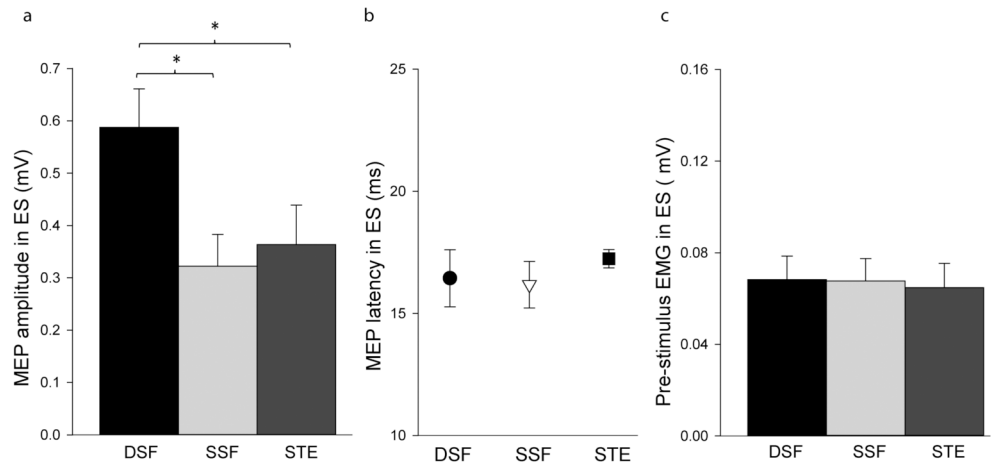 a
*
*
MEP amplitude in ES (mV)
0.7
0.6
0.5
0.4
0.3
0.2
0.1
0.0
DSF SSF STE
b
MEP latency in ES (ms)
25
20
15
10
DSF SSF STE
c
Pre-stimulus EMG in ES ( mV)
0.16
0.12
0.08
0.04
0.00
DSF SSF STE